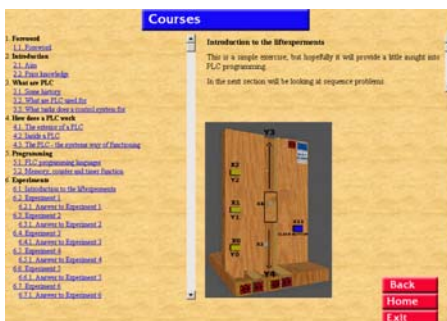 Courses
1. Foreword
1.1. Foreword
2. Introduction
2.1. Aim
2.2. Prior knowledge
3. What are PLC
3.1. Some history
3.2. What are PLC used for
3.3. What tasks does a control system for
4. How does a PLC work
4.1. The exterior of a PLC
4.2. Inside a PLC
4.3. The PLC - the systems way of functioning
5. Programming
5.1. PLC programming languages
5.2. Memory, counter and timer function
6. Experiments
6.1. Introduction to the liftexperiments
6.2. Experiment 1
6.2.1. Answer to Experiment 1
6.3. Experiment 2
6.3.1. Answer to Experiment 2
6.4. Experiment 3
6.4.1. Answer to Experiment 3
6.5. Experiment 4
6.5.1. Answer to Experiment 4
6.6. Experiment 5
6.6.1. Answer to Experiment 5
6.7. Experiment 6
6.7.1. Answer to Experiment 6
Introduction to the liftexperments
This is a simple exercise, but hopefully it will provide a little insight into
PLC programming.
In the next section will be looking at sequence problems.
Y3
X2
Y2
X1
Y1
X0
Y0
Y4
Back
Home
Exit